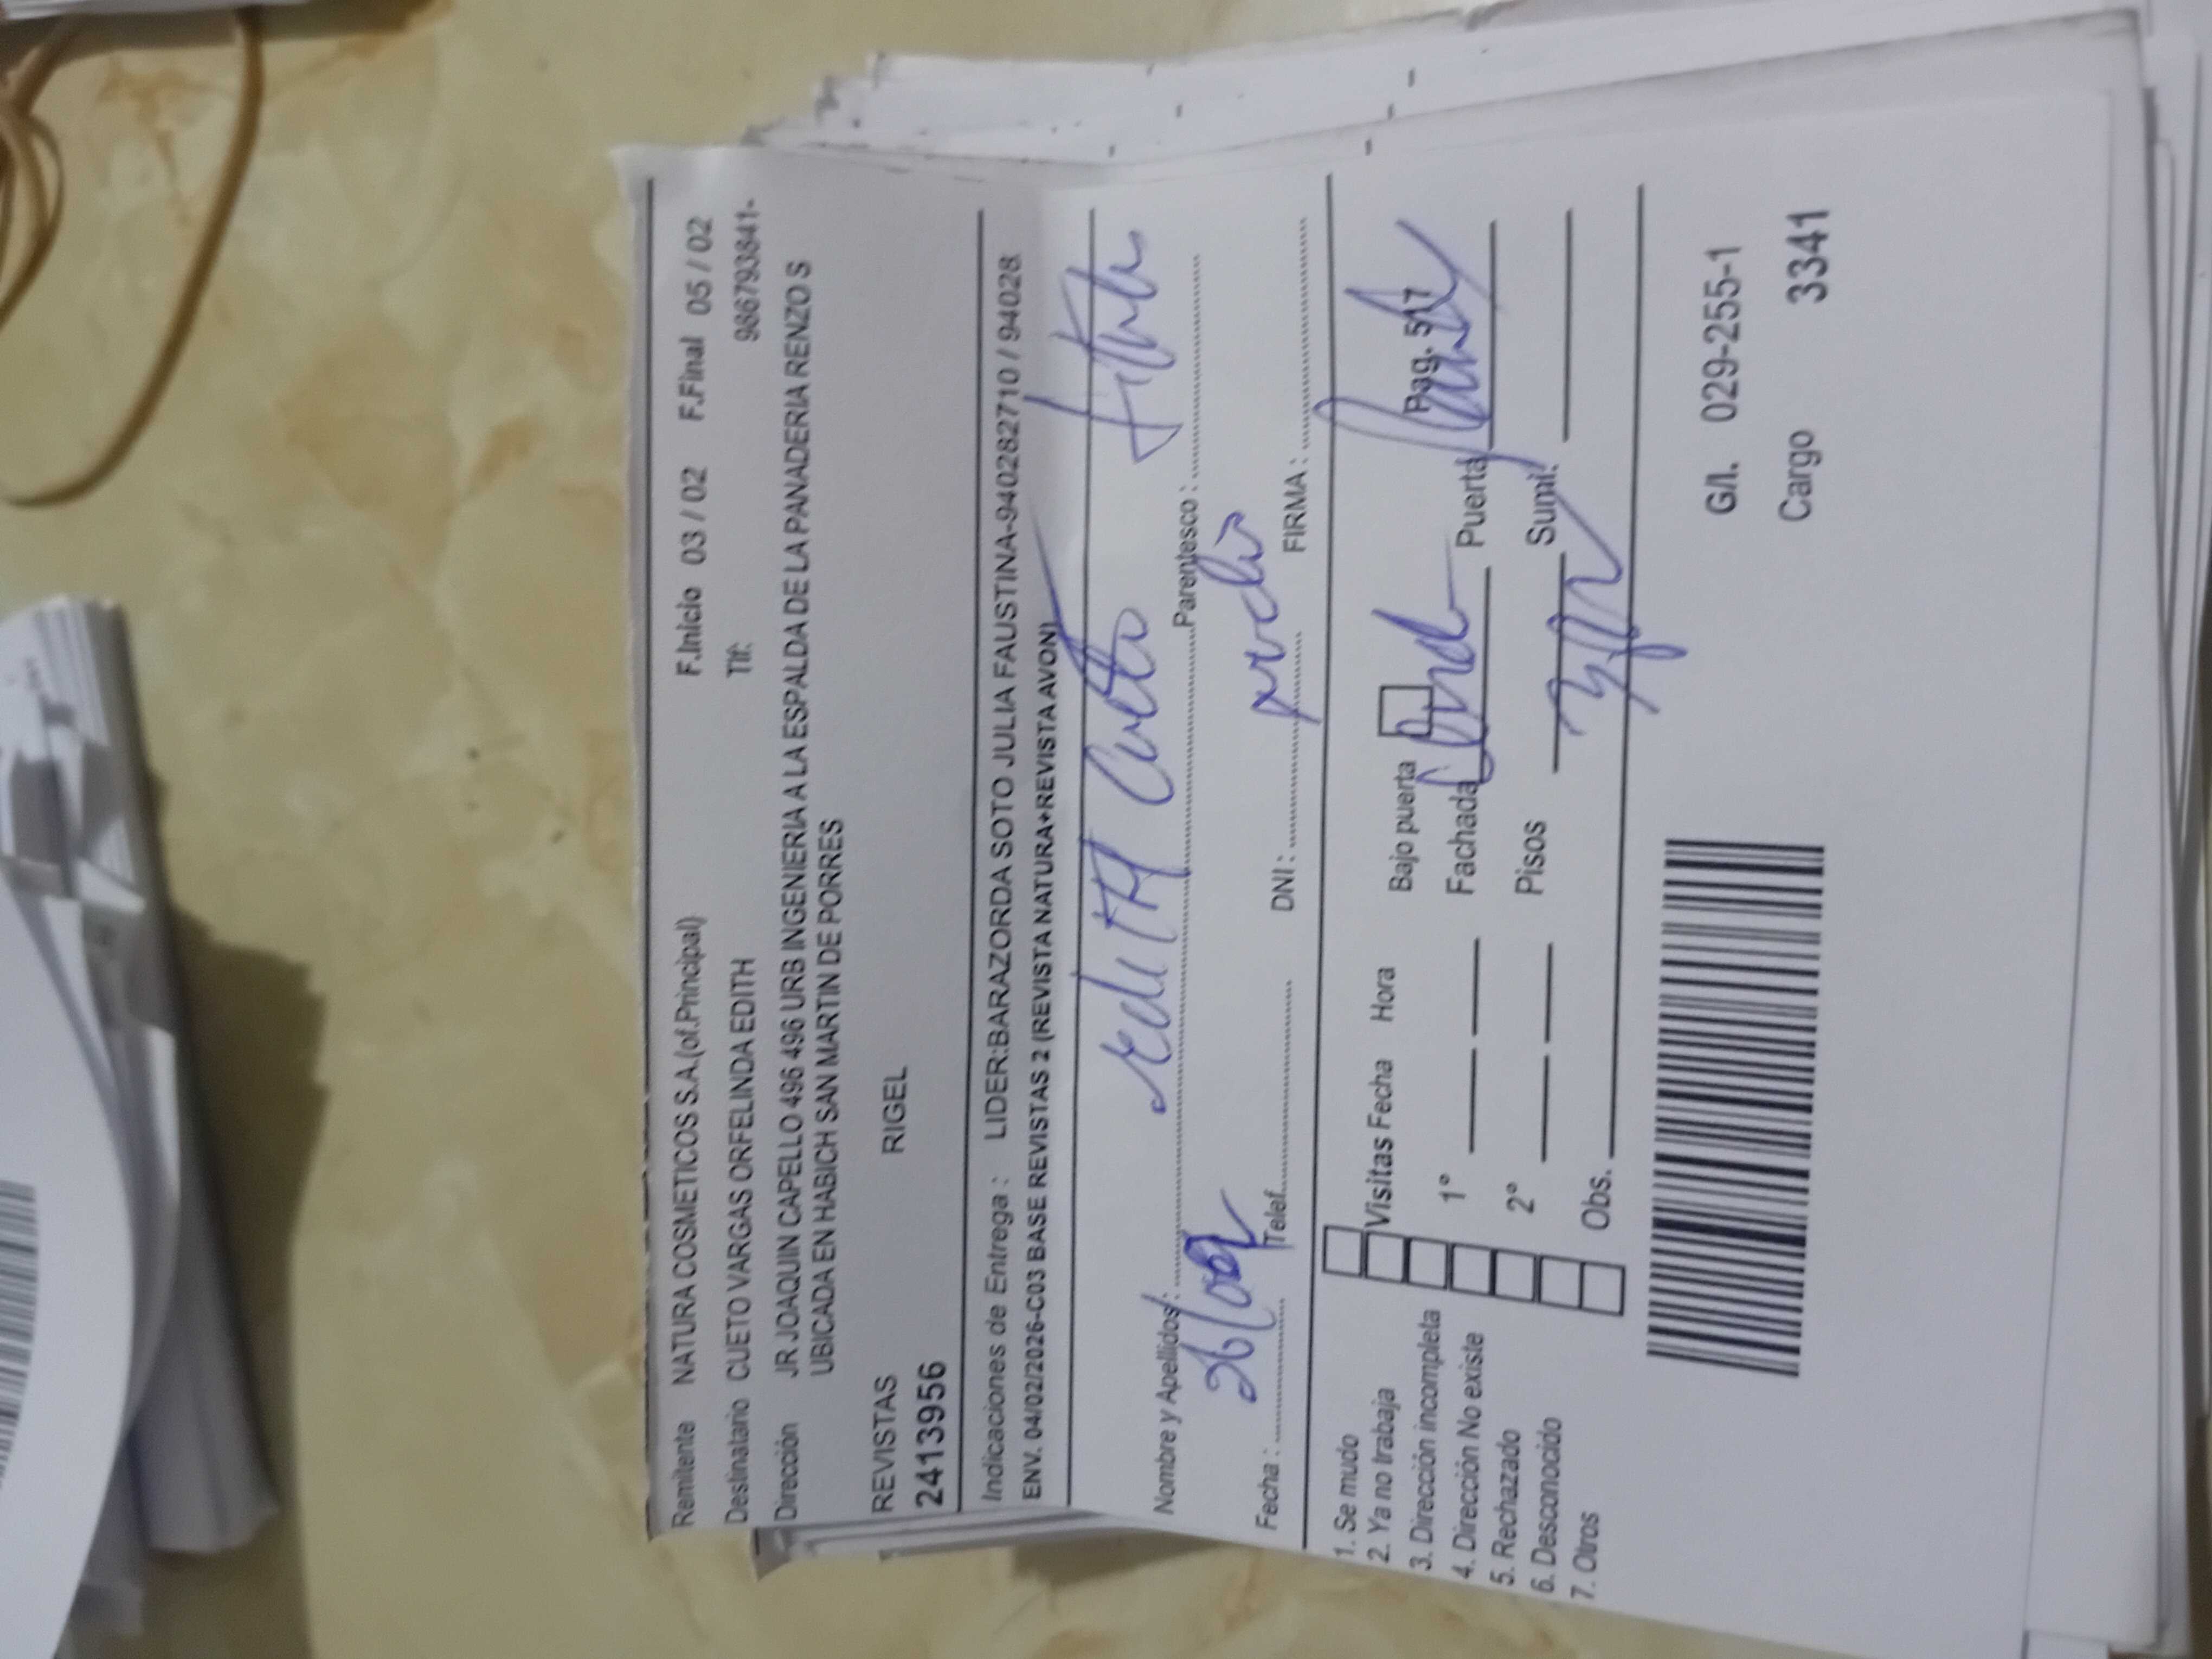 Remitente NATURA COSMETICOS S.A.(of.Principal) F.Inicio 03 / 02 F.Final 05 / 02
Destinatario CUETO VARGAS ORFELINDA EDITH Tlf: 986793841-
Dirección JR JOAQUIN CAPELLO 496 496 URB INGENIERIA A LA ESPALDA DE LA PANADERIA RENZO S
UBICADA EN HABICH SAN MARTIN DE PORRES
REVISTAS RIGEL
2413956
Indicaciones de Entrega : LIDER:BARAZORDA SOTO JULIA FAUSTINA-940282710 / 94028
ENV. 04/02/2026-C03 BASE REVISTAS 2 (REVISTA NATURA+REVISTA AVON)
Nombre y Apellidos : Edith Cueto Parentesco :
Fecha : Telef. DNI : FIRMA :
1. Se mudo
2. Ya no trabaja Visitas Fecha Hora Bajo puerta Pag. 517
3. Dirección incompleta
4. Dirección No existe 1° Fachada Puerta
5. Rechazado 2° Pisos Sumi:
6. Desconocido
7. Otros Obs.
G/I. 029-255-1
Cargo 3341